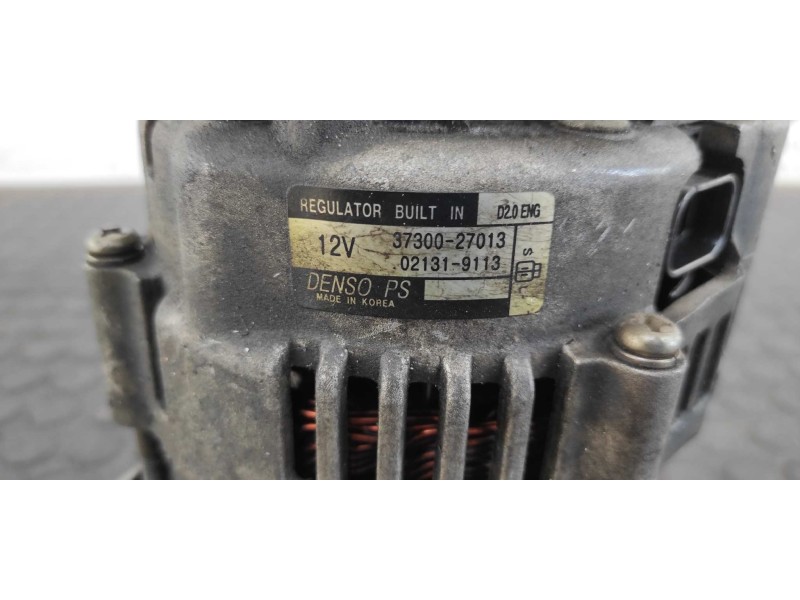 REGULATOR BUILT IN D2.0 ENG
12V 37300-27013
02131-9113
DENSO PS
MADE IN KOREA
S
L